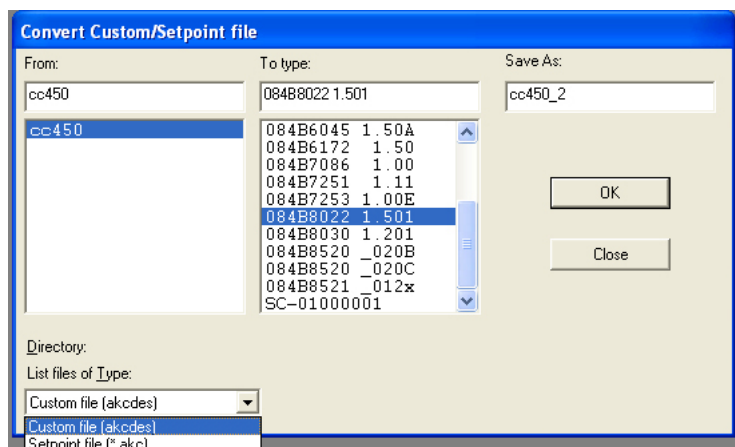 Convert Custom/Setpoint file
From:
To type:
Save As:
cc450
084B8022 1.501
cc450_2
cc450
084B6045 1.50A
084B6172 1.50
084B7086 1.00
084B7251 1.11
084B7253 1.00E
084B8022 1.501
084B8030 1.201
084B8520 _020B
084B8520 _020C
084B8521 _012x
SC-01000001
OK
Close
Directory:
List files of Type:
Custom file (akcdes)
Custom file (akcdes)
Setpoint file (*.akc)